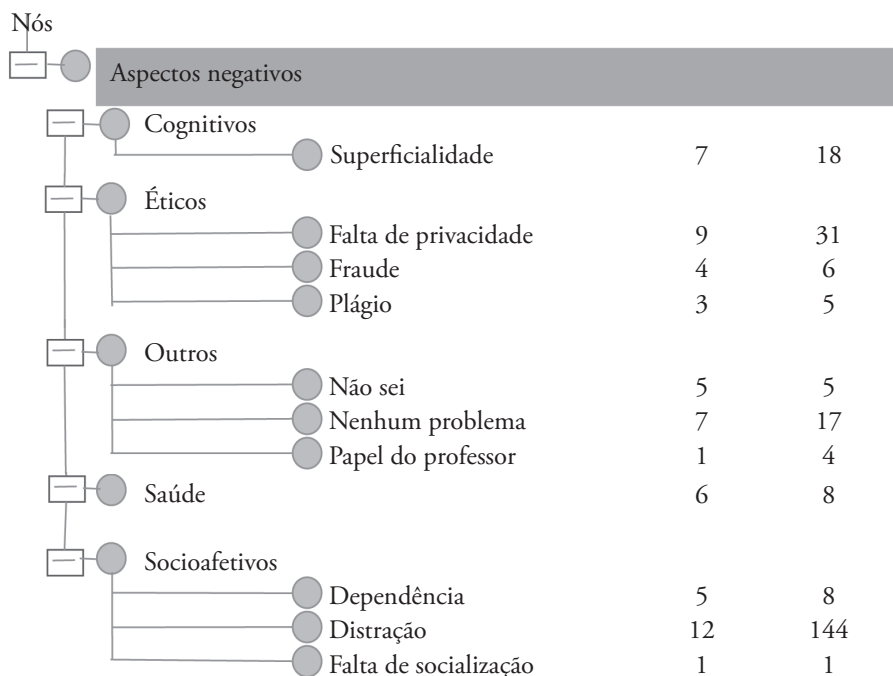 Nós
Aspectos negativos
Cognitivos
Superficialidade 7 18
Éticos
Falta de privacidade 9 31
Fraude 4 6
Plágio 3 5
Outros
Não sei 5 5
Nenhum problema 7 17
Papel do professor 1 4
Saúde 6 8
Socioafetivos
Dependência 5 8
Distração 12 144
Falta de socialização 1 1